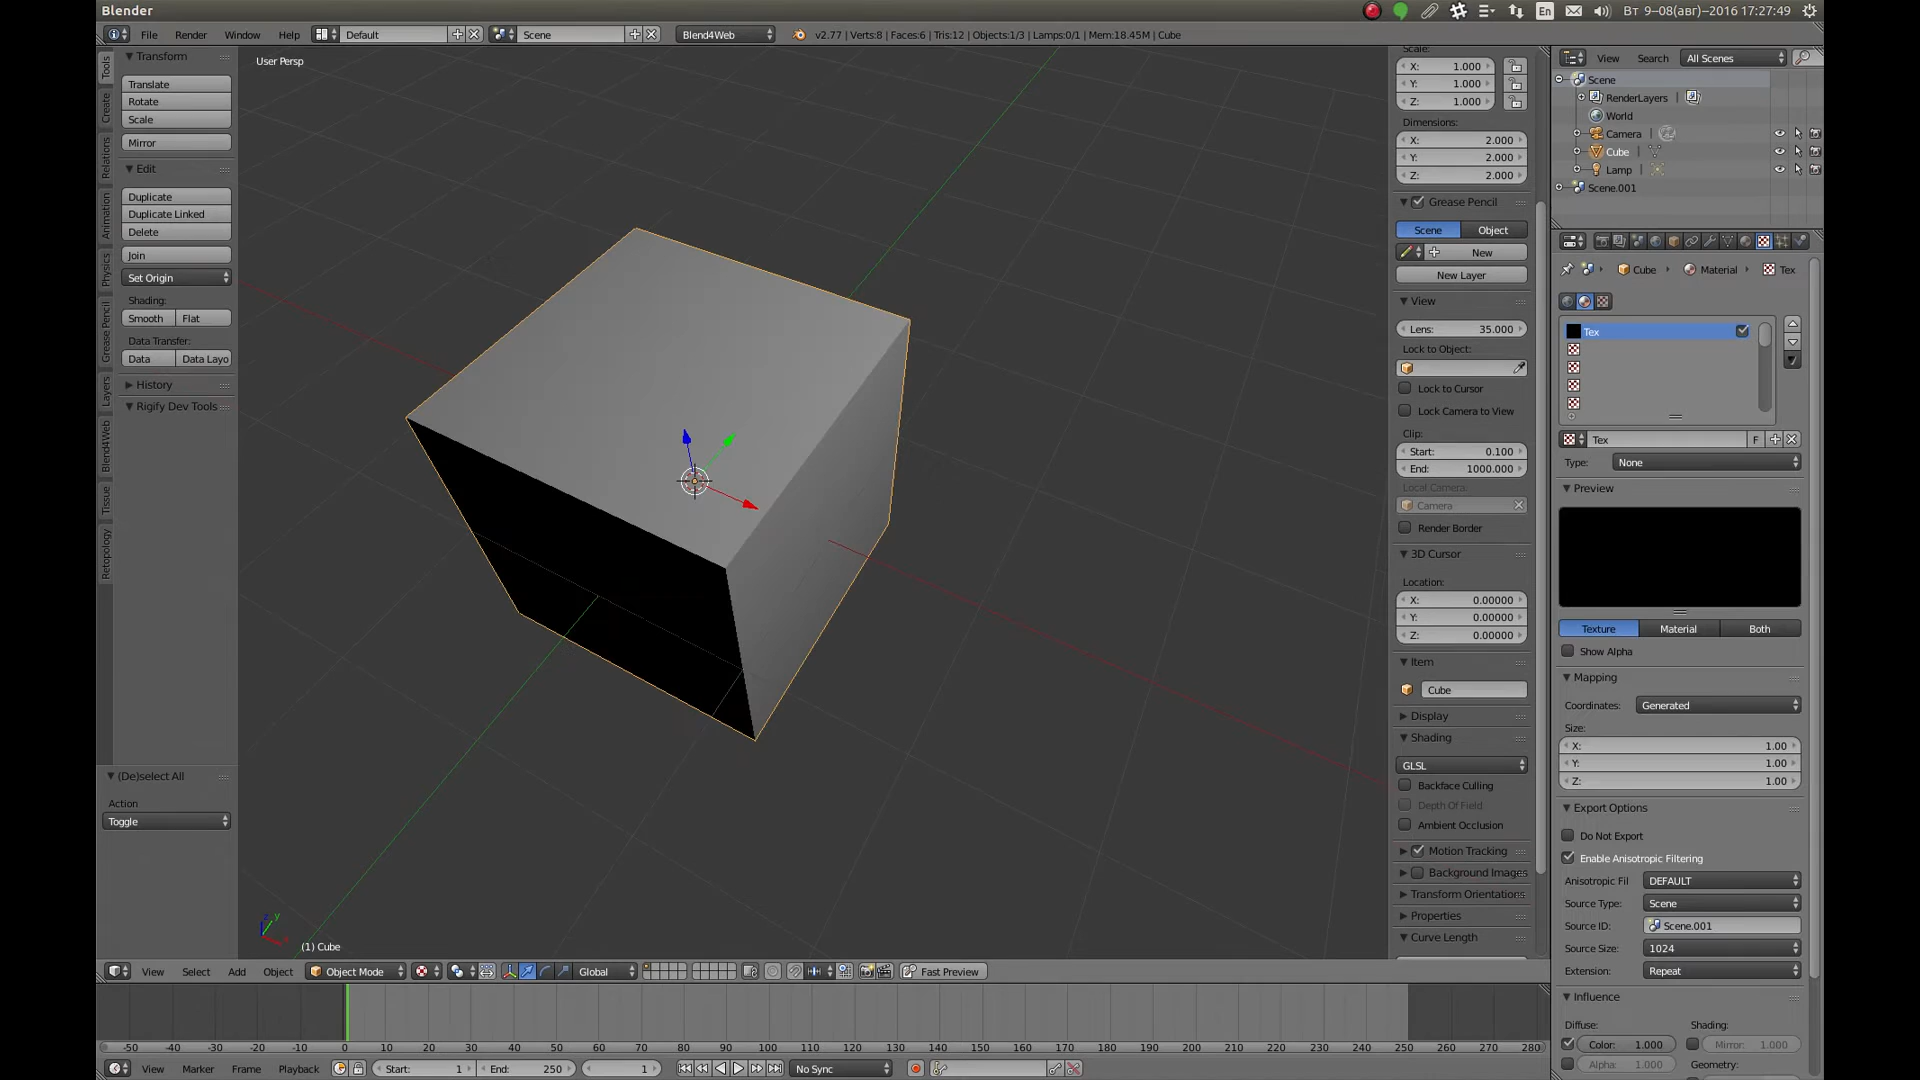 Blender
En
Вт 9–08(авг)–2016 17:27:49
File Render Window Help
Default
Scene
Blend4Web
v2.77 | Verts:8 | Faces:6 | Tris:12 | Objects:1/3 | Lamps:0/1 | Mem:18.45M | Cube
Tools
Create
Relations
Animation
Physics
Grease Pencil
Layers
Blend4Web
Tissue
Retopology
Transform
Translate
Rotate
Scale
Mirror
Edit
Duplicate
Duplicate Linked
Delete
Join
Set Origin
Shading:
Smooth Flat
Data Transfer:
Data Data Layo
History
Rigify Dev Tools
(De)select All
Action
Toggle
User Persp
z y x
(1) Cube
Scale:
X: 1.000
Y: 1.000
Z: 1.000
Dimensions:
X: 2.000
Y: 2.000
Z: 2.000
Grease Pencil
Scene Object
New
New Layer
View
Lens: 35.000
Lock to Object:
Lock to Cursor
Lock Camera to View
Clip:
Start: 0.100
End: 1000.000
Local Camera:
Camera
Render Border
3D Cursor
Location:
X: 0.00000
Y: 0.00000
Z: 0.00000
Item
Cube
Display
Shading
GLSL
Backface Culling
Depth Of Field
Ambient Occlusion
Motion Tracking
Background Images
Transform Orientations
Properties
Curve Length
View Search All Scenes
Scene
RenderLayers |
World
Camera |
Cube |
Lamp |
Scene.001
Cube Material Tex
Tex
Tex F
Type: None
Preview
Texture Material Both
Show Alpha
Mapping
Coordinates: Generated
Size:
X: 1.00
Y: 1.00
Z: 1.00
Export Options
Do Not Export
Enable Anisotropic Filtering
Anisotropic Fil DEFAULT
Source Type: Scene
Source ID: Scene.001
Source Size: 1024
Extension: Repeat
Influence
Diffuse: Shading:
Color: 1.000 Mirror: 1.000
Alpha: 1.000 Geometry:
View Select Add Object Object Mode Global Fast Preview
-50 -40 -30 -20 -10 0 10 20 30 40 50 60 70 80 90 100 110 120 130 140 150 160 170 180 190 200 210 220 230 240 250 260 270 280
View Marker Frame Playback Start: 1 End: 250 1 No Sync